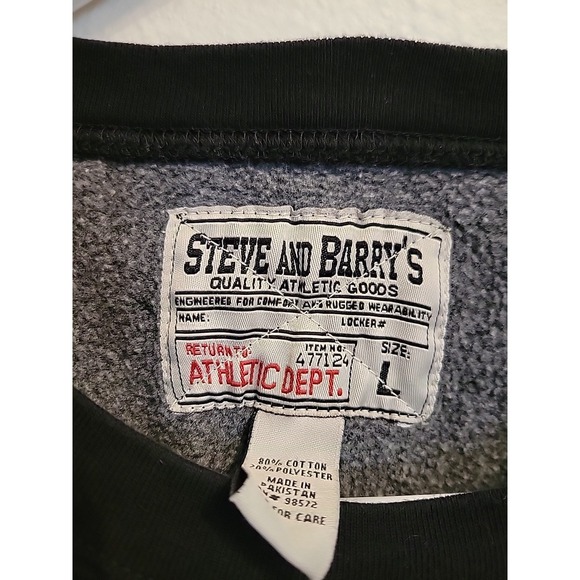 STEVE AND BARRY'S
QUALITY ATHLETIC GOODS
ENGINEERED FOR COMFORT AND RUGGED WEARABILITY
NAME: LOCKER#
RETURN TO ITEM NO: SIZE:
ATHLETIC DEPT. 477124 L
80% COTTON
20% POLYESTER
MADE IN
PAKISTAN
98572
FOR CARE